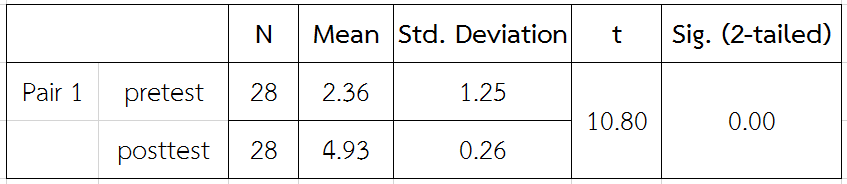 N Mean Std. Deviation t Sig. (2-tailed)
Pair 1 pretest 28 2.36 1.25
10.80 0.00
posttest 28 4.93 0.26